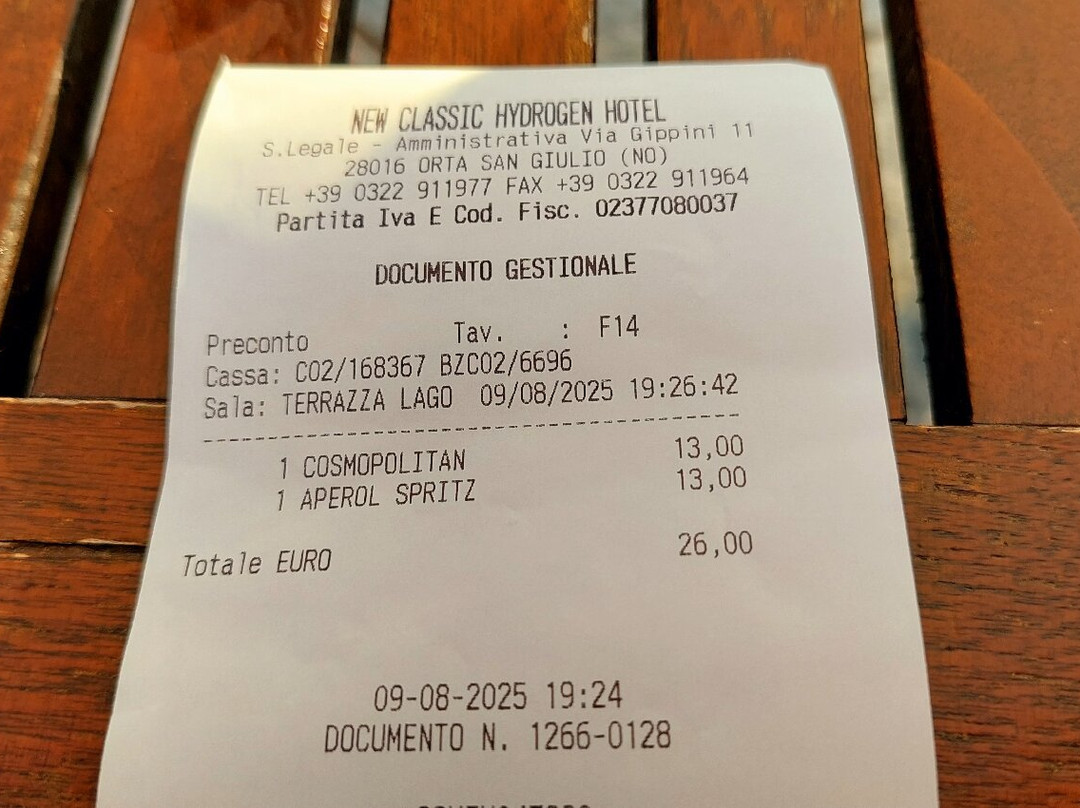 NEW CLASSIC HYDROGEN HOTEL
S.Legale - Amministrativa Via Gippini 11
28016 ORTA SAN GIULIO (NO)
TEL +39 0322 911977 FAX +39 0322 911964
Partita Iva E Cod. Fisc. 02377080037
DOCUMENTO GESTIONALE
Preconto Tav. : F14
Cassa: C02/168367 BZC02/6696
Sala: TERRAZZA LAGO 09/08/2025 19:26:42
1 COSMOPOLITAN 13,00
1 APEROL SPRITZ 13,00
Totale EURO 26,00
09-08-2025 19:24
DOCUMENTO N. 1266-0128